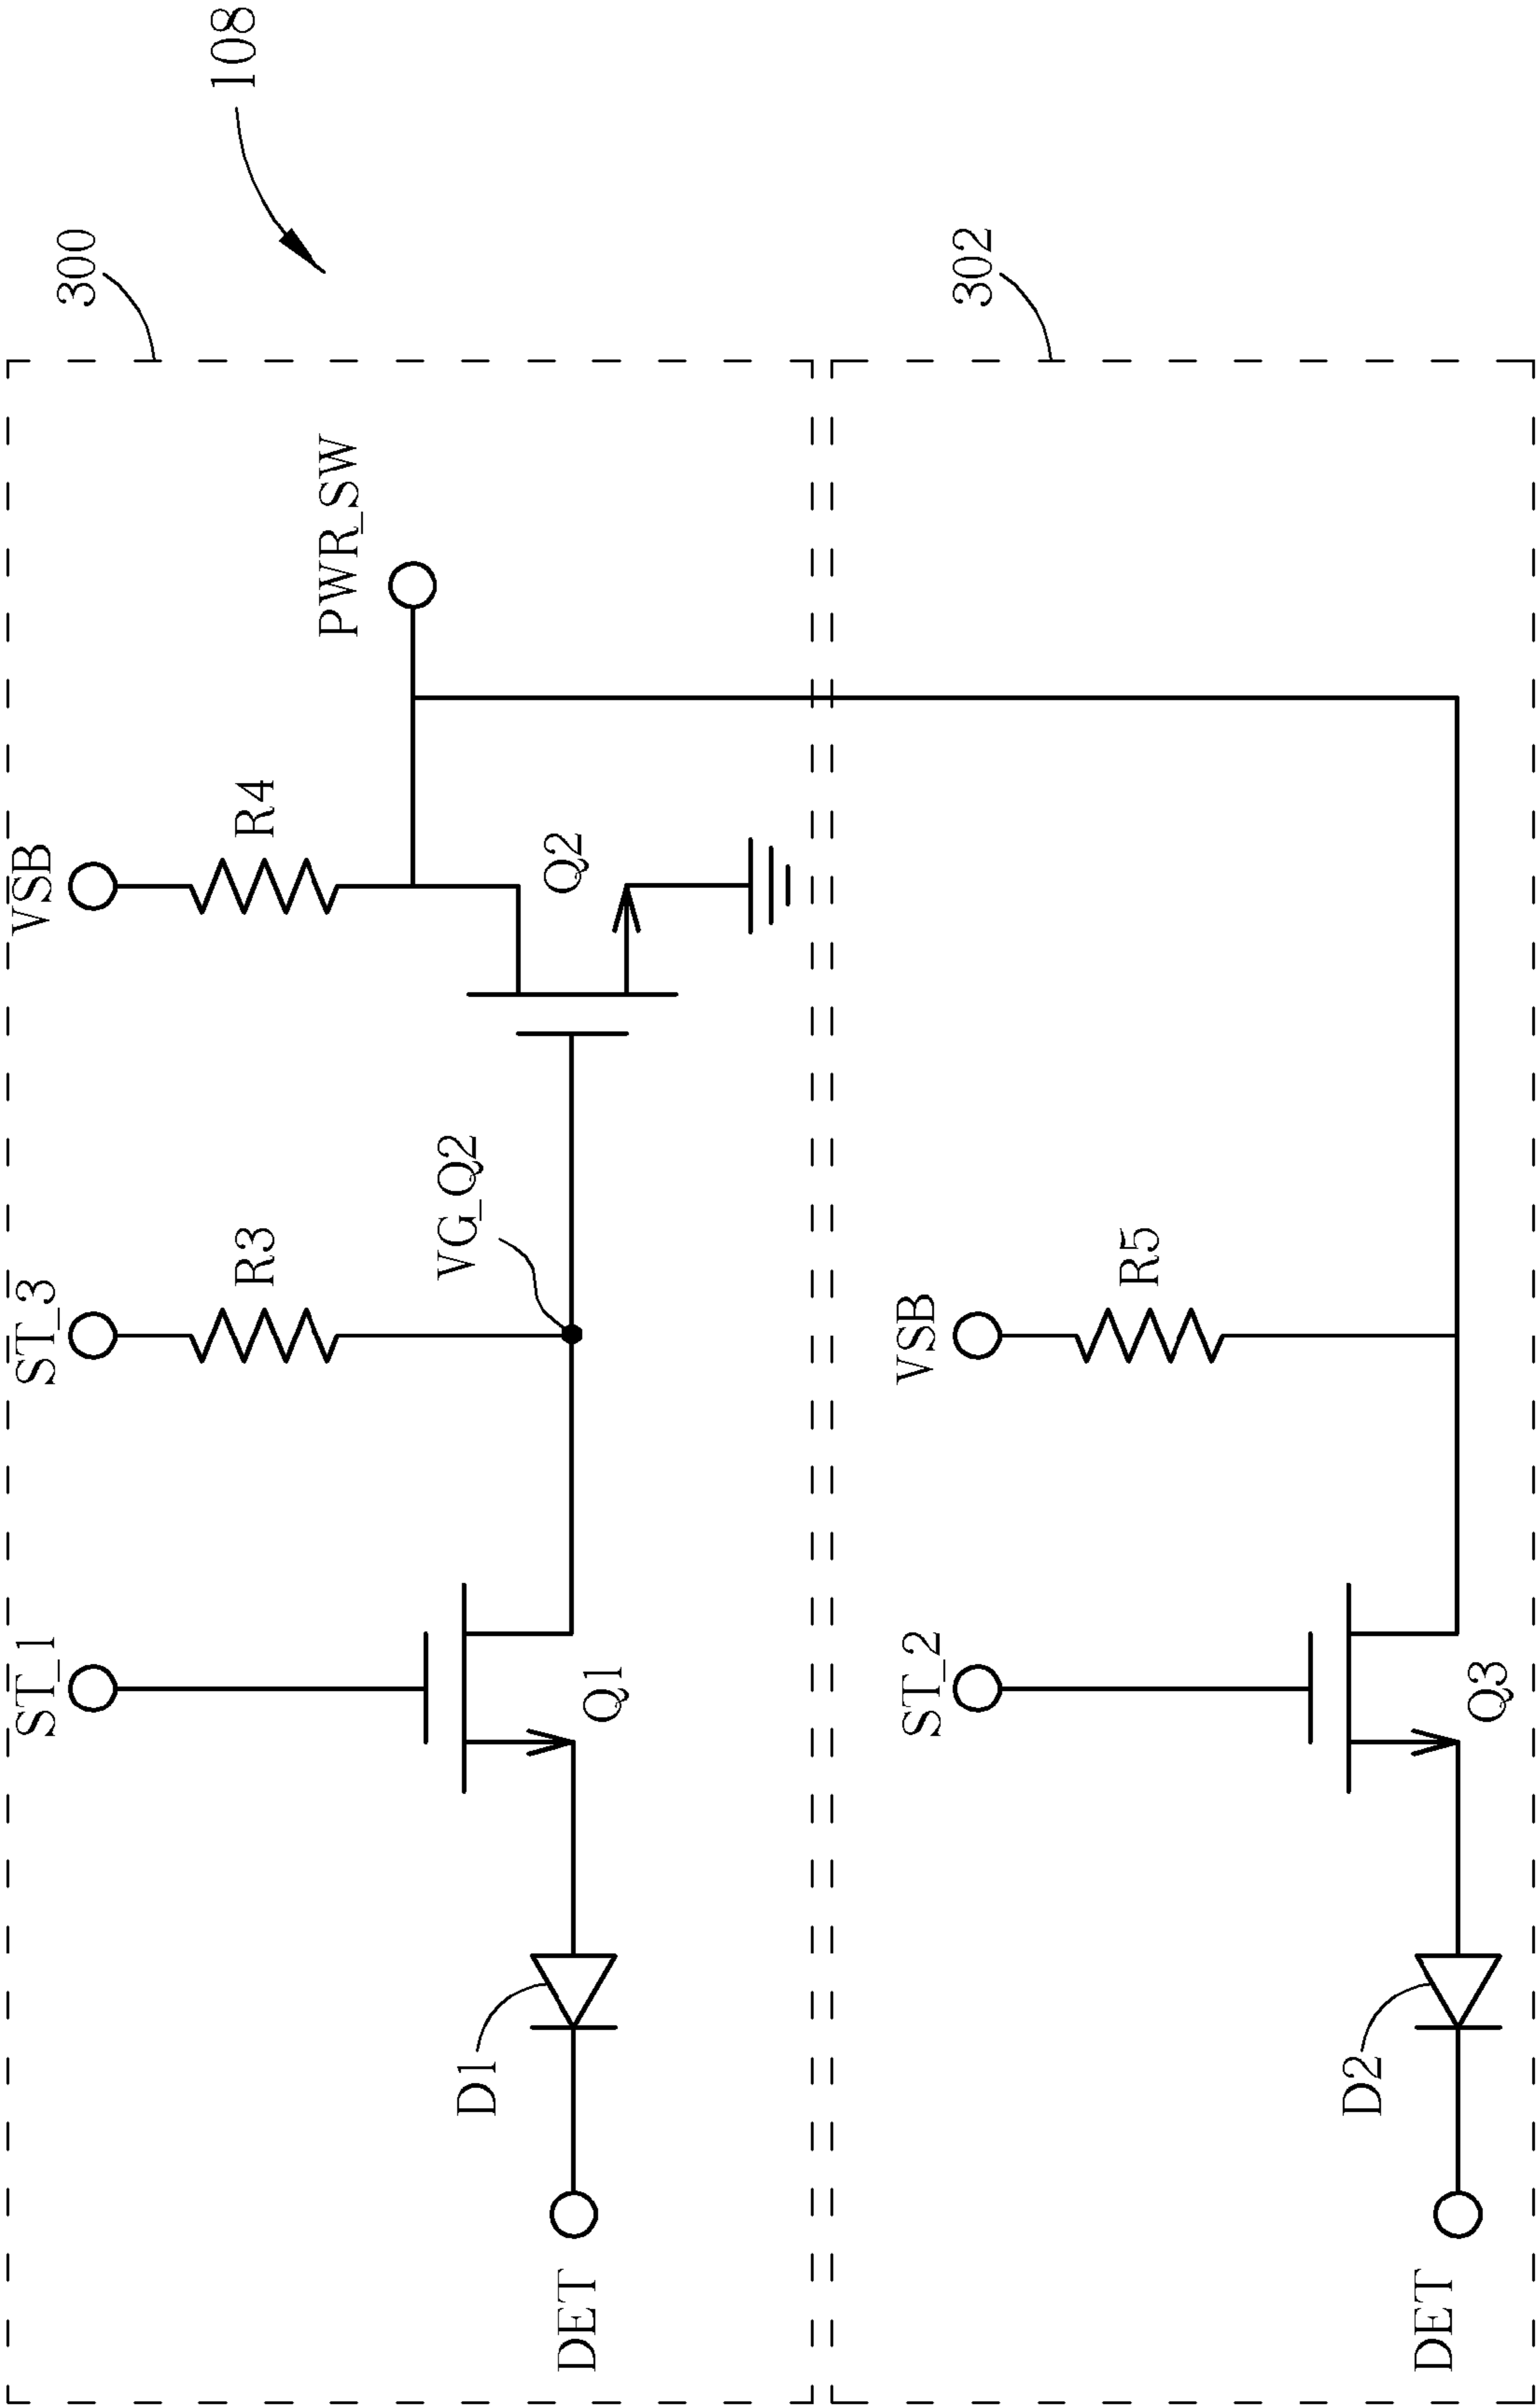 108
300
VSB
R4
PWR_SW
ST_3
R3
VG_Q2
Q2
ST_1
Q1
D1
DET
302
VSB
R5
ST_2
Q3
D2
DET